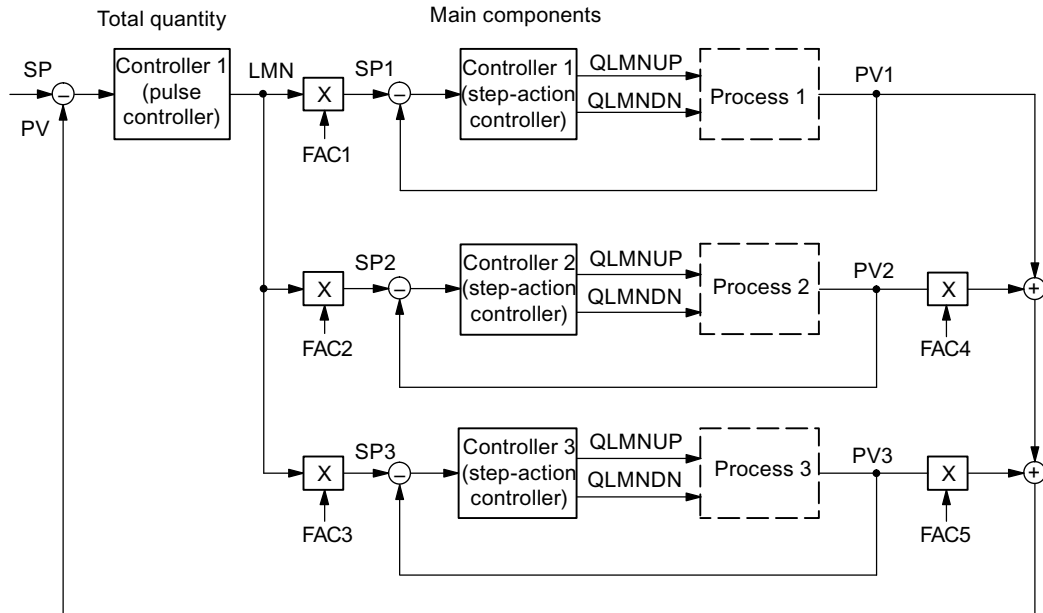 Total quantity
Main components
SP
PV
Controller 1
(pulse
controller)
LMN
X
FAC1
SP1
−
Controller 1
(step-action
controller)
QLMNUP
QLMNDN
Process 1
PV1
X
FAC2
SP2
−
Controller 2
(step-action
controller)
QLMNUP
QLMNDN
Process 2
PV2
X
FAC4
+
X
FAC3
SP3
−
Controller 3
(step-action
controller)
QLMNUP
QLMNDN
Process 3
PV3
X
FAC5
+
−